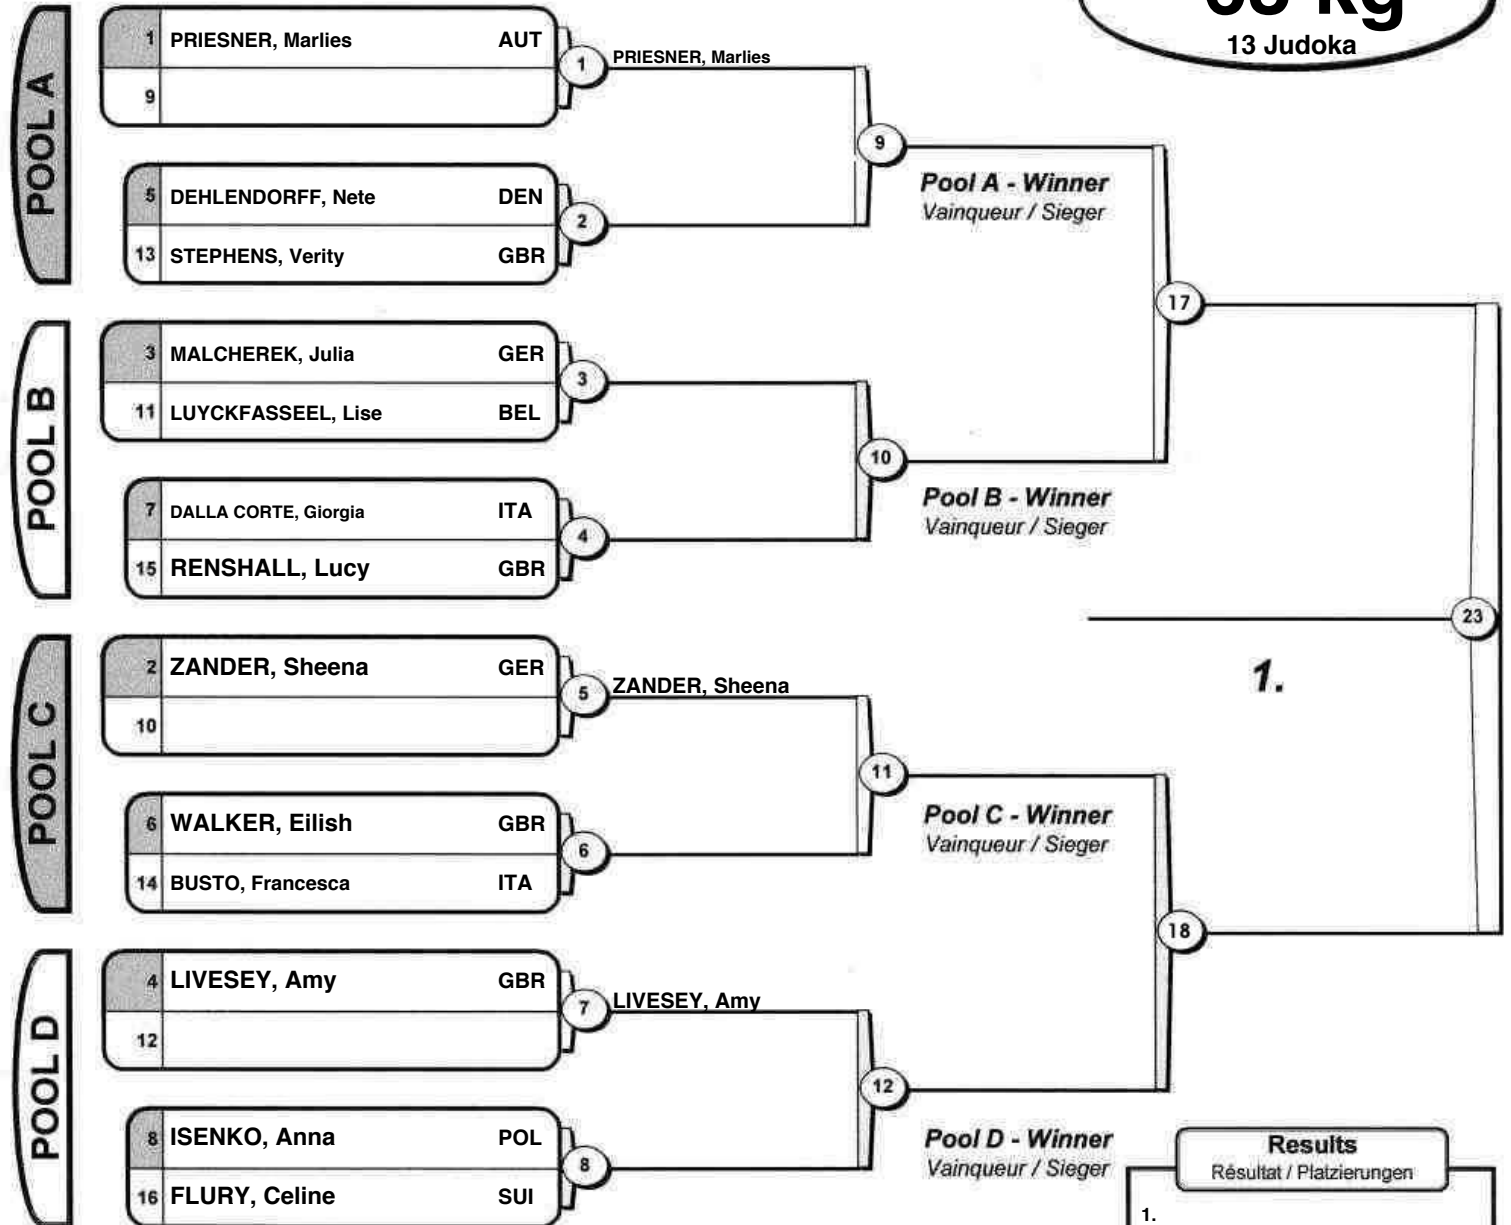 kg
13 Judoka
POOL A
1 PRIESNER, Marlies AUT
9
1 PRIESNER, Marlies
5 DEHLENDORFF, Nete DEN
13 STEPHENS, Verity GBR
2
9
Pool A - Winner
Vainqueur / Sieger
17
POOL B
3 MALCHEREK, Julia GER
11 LUYCKFASSEEL, Lise BEL
3
7 DALLA CORTE, Giorgia ITA
15 RENSHALL, Lucy GBR
4
10
Pool B - Winner
Vainqueur / Sieger
23
1.
POOL C
2 ZANDER, Sheena GER
10
5 ZANDER, Sheena
6 WALKER, Eilish GBR
14 BUSTO, Francesca ITA
6
11
Pool C - Winner
Vainqueur / Sieger
18
POOL D
4 LIVESEY, Amy GBR
12
7 LIVESEY, Amy
8 ISENKO, Anna POL
16 FLURY, Celine SUI
8
12
Pool D - Winner
Vainqueur / Sieger
Results
Résultat / Platzierungen
1.